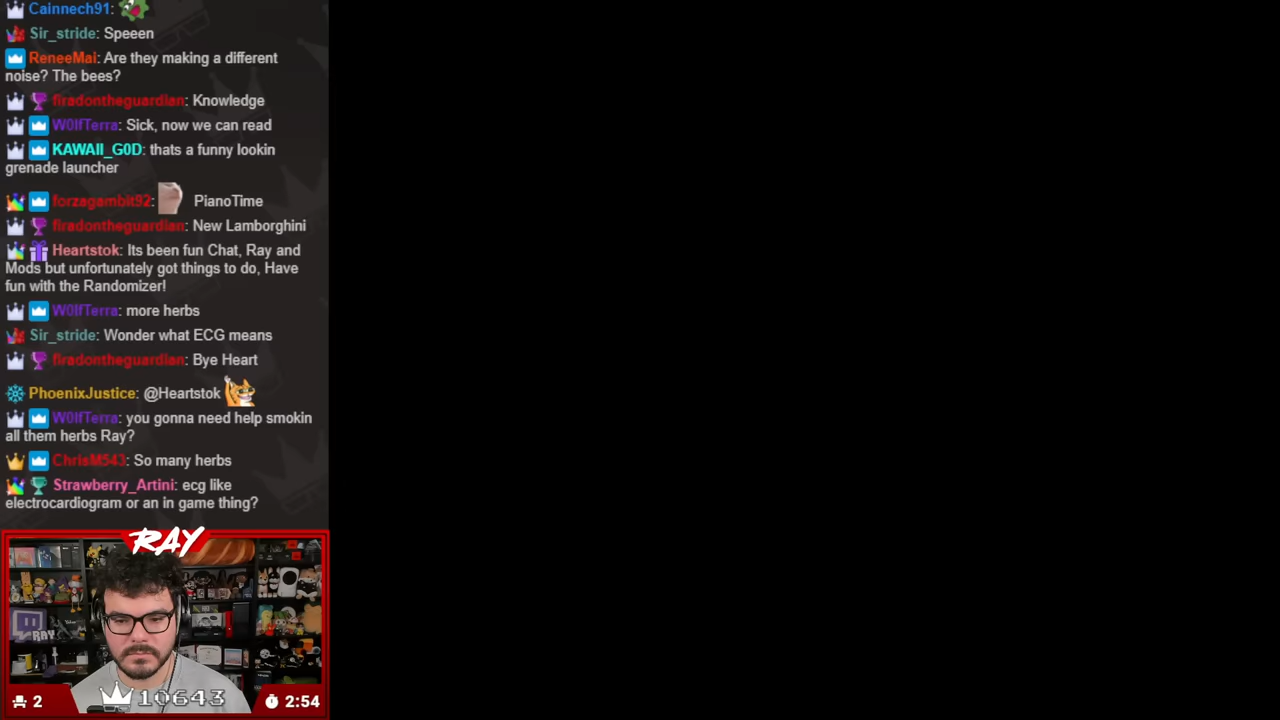 Cainnech91:
Sir_stride: Speeen
ReneeMai: Are they making a different
noise? The bees?
firadontheguardian: Knowledge
W0lfTerra: Sick, now we can read
KAWAII_G0D: thats a funny lookin
grenade launcher
forzagambit92: PianoTime
firadontheguardian: New Lamborghini
Heartstok: Its been fun Chat, Ray and
Mods but unfortunately got things to do, Have
fun with the Randomizer!
W0lfTerra: more herbs
Sir_stride: Wonder what ECG means
firadontheguardian: Bye Heart
PhoenixJustice: @Heartstok
W0lfTerra: you gonna need help smokin
all them herbs Ray?
ChrisM543: So many herbs
Strawberry_Artini: ecg like
electrocardiogram or an in game thing?
RAY
RAY
2
10643
2:54